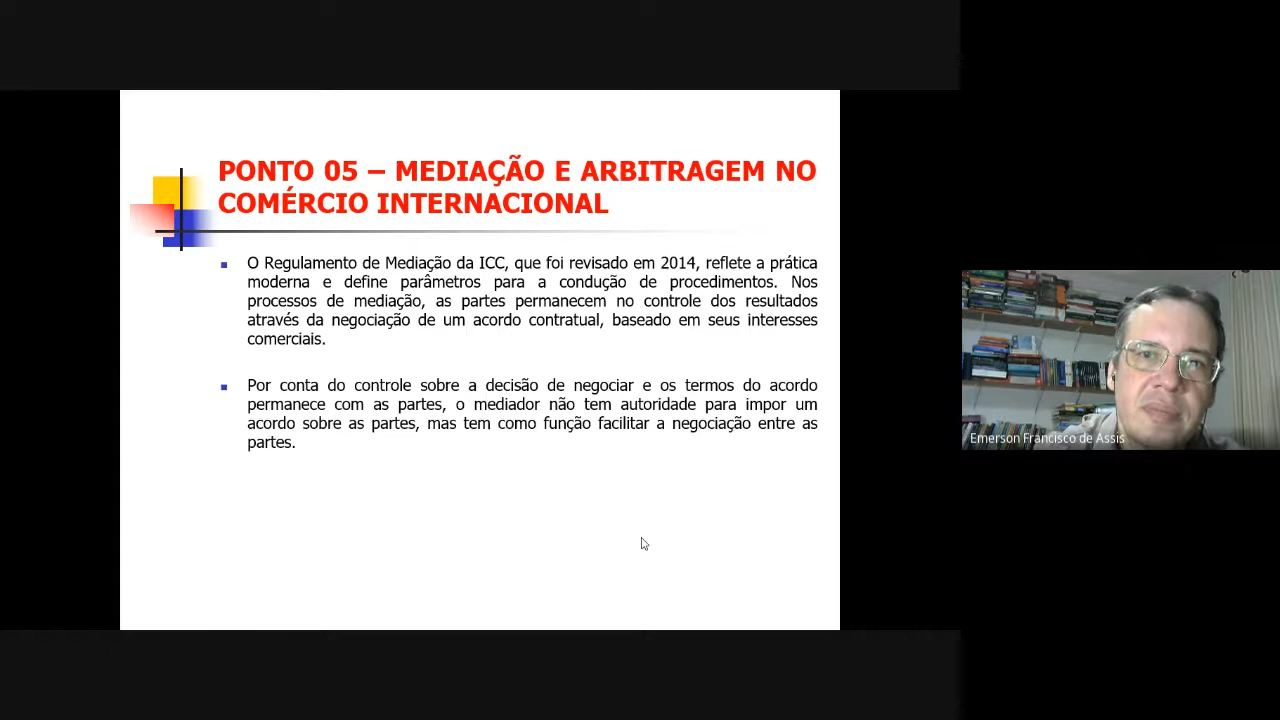 PONTO 05 – MEDIAÇÃO E ARBITRAGEM NO
COMÉRCIO INTERNACIONAL
O Regulamento de Mediação da ICC, que foi revisado em 2014, reflete a prática
moderna e define parâmetros para a condução de procedimentos. Nos
processos de mediação, as partes permanecem no controle dos resultados
através da negociação de um acordo contratual, baseado em seus interesses
comerciais.
Por conta do controle sobre a decisão de negociar e os termos do acordo
permanece com as partes, o mediador não tem autoridade para impor um
acordo sobre as partes, mas tem como função facilitar a negociação entre as
partes.
Emerson Francisco de Assis